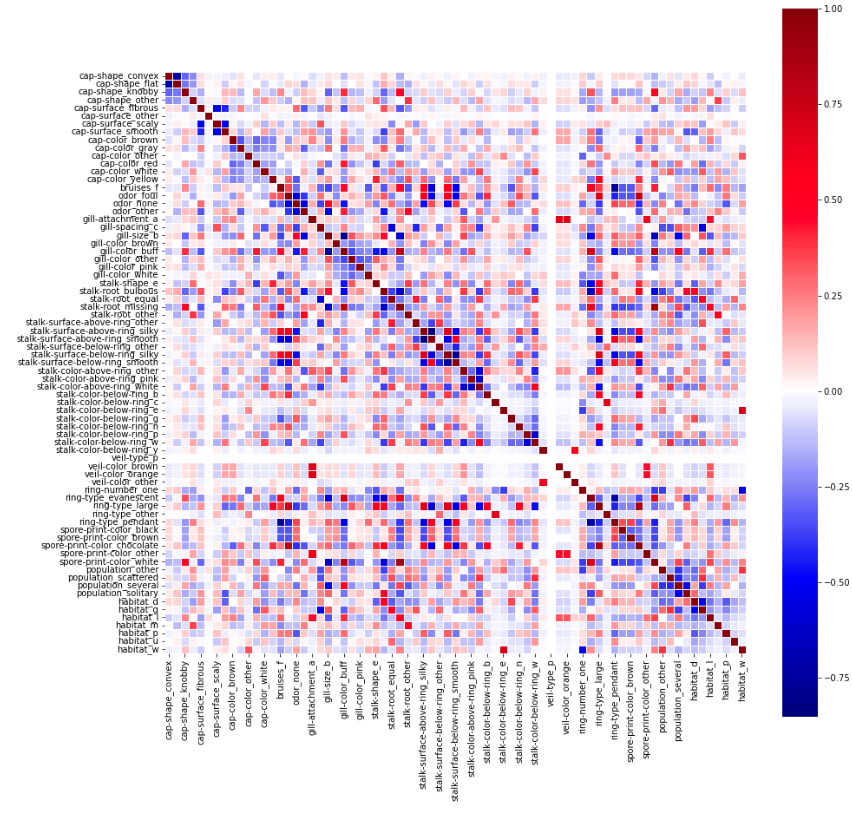 cap-shape_convex
cap-shape_flat
cap-shape_knobby
cap-shape_other
cap-surface_fibrous
cap-surface_other
cap-surface_scaly
cap-surface_smooth
cap-color_brown
cap-color_gray
cap-color_other
cap-color_red
cap-color_white
cap-color_yellow
bruises_f
odor_foul
odor_none
odor_other
gill-attachment_a
gill-spacing_c
gill-size_b
gill-color_brown
gill-color_buff
gill-color_other
gill-color_pink
gill-color_white
stalk-shape_e
stalk-root_bulbous
stalk-root_equal
stalk-root_missing
stalk-root_other
stalk-surface-above-ring_other
stalk-surface-above-ring_silky
stalk-surface-above-ring_smooth
stalk-surface-below-ring_other
stalk-surface-below-ring_silky
stalk-surface-below-ring_smooth
stalk-color-above-ring_other
stalk-color-above-ring_pink
stalk-color-above-ring_white
stalk-color-below-ring_b
stalk-color-below-ring_c
stalk-color-below-ring_e
stalk-color-below-ring_g
stalk-color-below-ring_n
stalk-color-below-ring_p
stalk-color-below-ring_w
stalk-color-below-ring_y
veil-type_p
veil-color_brown
veil-color_orange
veil-color_other
ring-number_one
ring-type_evanescent
ring-type_large
ring-type_other
ring-type_pendant
spore-print-color_black
spore-print-color_brown
spore-print-color_chocolate
spore-print-color_other
spore-print-color_white
population_other
population_scattered
population_several
population_solitary
habitat_d
habitat_g
habitat_l
habitat_m
habitat_p
habitat_u
habitat_w
cap-shape_convex
cap-shape_knobby
cap-surface_fibrous
cap-surface_scaly
cap-color_brown
cap-color_other
cap-color_white
bruises_f
odor_none
gill-attachment_a
gill-size_b
gill-color_buff
gill-color_pink
stalk-shape_e
stalk-root_equal
stalk-root_other
stalk-surface-above-ring_silky
stalk-surface-below-ring_other
stalk-surface-below-ring_smooth
stalk-color-above-ring_pink
stalk-color-below-ring_b
stalk-color-below-ring_e
stalk-color-below-ring_n
stalk-color-below-ring_w
veil-type_p
veil-color_orange
ring-number_one
ring-type_large
ring-type_pendant
spore-print-color_brown
spore-print-color_other
population_other
population_several
habitat_d
habitat_l
habitat_p
habitat_w
1.00
0.75
0.50
0.25
0.00
−0.25
−0.50
−0.75